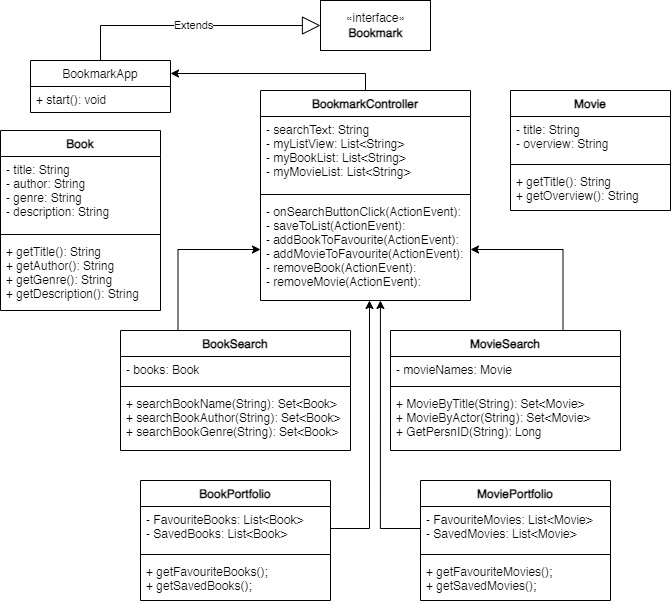 «interface»
Bookmark
Extends
BookmarkApp
+ start(): void
BookmarkController
- searchText: String
- myListView: List<String>
- myBookList: List<String>
- myMovieList: List<String>
- onSearchButtonClick(ActionEvent):
- saveToList(ActionEvent):
- addBookToFavourite(ActionEvent):
- addMovieToFavourite(ActionEvent):
- removeBook(ActionEvent):
- removeMovie(ActionEvent):
Movie
- title: String
- overview: String
+ getTitle(): String
+ getOverview(): String
Book
- title: String
- author: String
- genre: String
- description: String
+ getTitle(): String
+ getAuthor(): String
+ getGenre(): String
+ getDescription(): String
BookSearch
- books: Book
+ searchBookName(String): Set<Book>
+ searchBookAuthor(String): Set<Book>
+ searchBookGenre(String): Set<Book>
MovieSearch
- movieNames: Movie
+ MovieByTitle(String): Set<Movie>
+ MovieByActor(String): Set<Movie>
+ GetPersnID(String): Long
BookPortfolio
- FavouriteBooks: List<Book>
- SavedBooks: List<Book>
+ getFavouriteBooks();
+ getSavedBooks();
MoviePortfolio
- FavouriteMovies: List<Movie>
- SavedMovies: List<Movie>
+ getFavouriteMovies();
+ getSavedMovies();